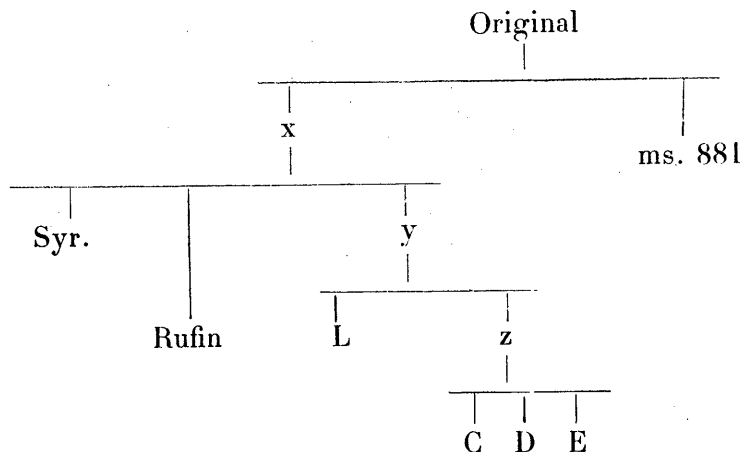 Original
x
ms. 881
Syr.
y
Rufin
L
z
C D E